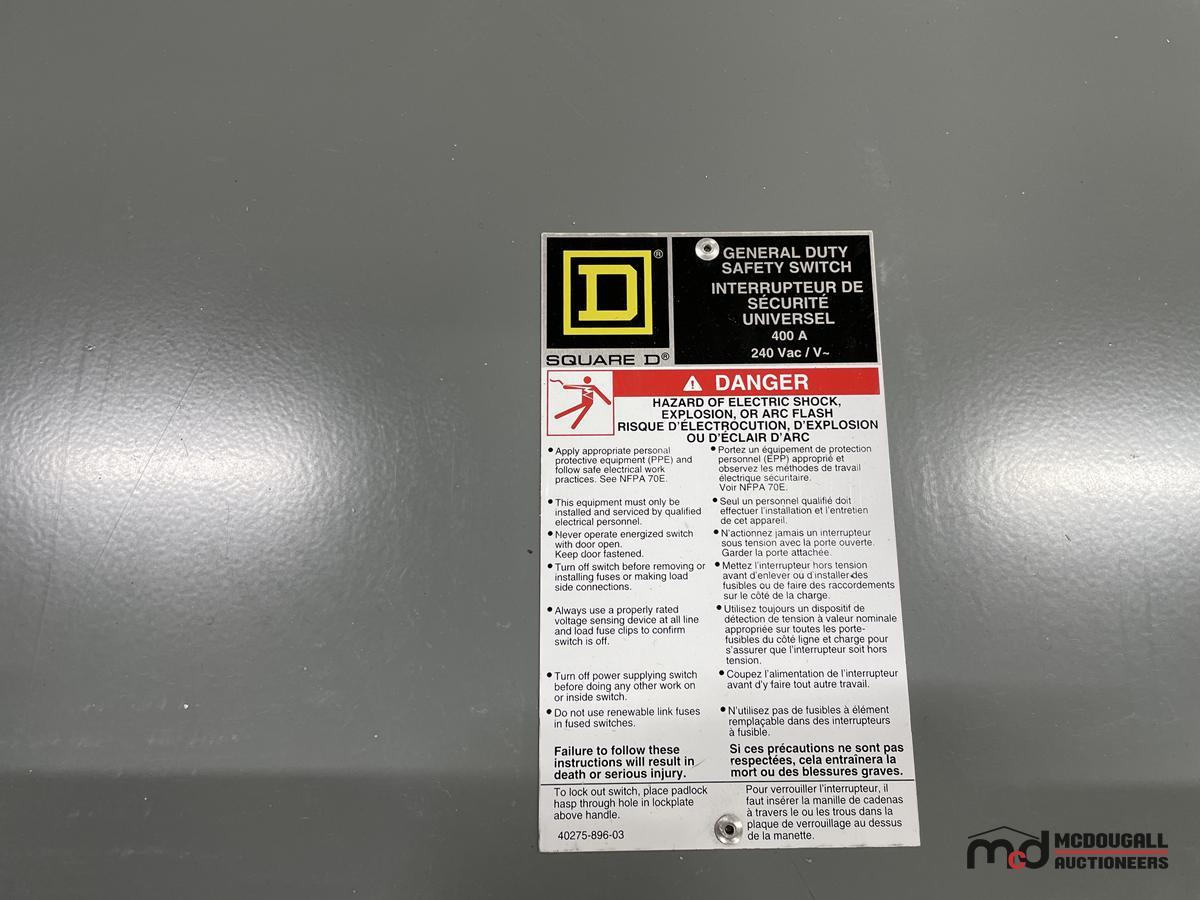 D®
SQUARE D®
GENERAL DUTY
SAFETY SWITCH
INTERRUPTEUR DE
SÉCURITÉ
UNIVERSEL
400 A
240 Vac / V~
DANGER
HAZARD OF ELECTRIC SHOCK,
EXPLOSION, OR ARC FLASH
RISQUE D'ÉLECTROCUTION, D'EXPLOSION
OU D'ÉCLAIR D'ARC
• Apply appropriate personal
protective equipment (PPE) and
follow safe electrical work
practices. See NFPA 70E.
• This equipment must only be
installed and serviced by qualified
electrical personnel.
• Never operate energized switch
with door open.
Keep door fastened.
• Turn off switch before removing or
installing fuses or making load
side connections.
• Always use a properly rated
voltage sensing device at all line
and load fuse clips to confirm
switch is off.
• Turn off power supplying switch
before doing any other work on
or inside switch.
• Do not use renewable link fuses
in fused switches.
Failure to follow these
instructions will result in
death or serious injury.
• Portez un équipement de protection
personnel (EPP) approprié et
observez les méthodes de travail
électrique sécuritaire.
Voir NFPA 70E.
• Seul un personnel qualifié doit
effectuer l'installation et l'entretien
de cet appareil.
• N'actionnez jamais un interrupteur
sous tension avec la porte ouverte.
Garder la porte attachée.
• Mettez l'interrupteur hors tension
avant d'enlever ou d'installer des
fusibles ou de faire des raccordements
sur le côté de la charge.
• Utilisez toujours un dispositif de
détection de tension à valeur nominale
appropriée sur toutes les porte-
fusibles du côté ligne et charge pour
s'assurer que l'interrupteur soit hors
tension.
• Coupez l'alimentation de l'interrupteur
avant d'y faire tout autre travail.
• N'utilisez pas de fusibles à élément
remplaçable dans des interrupteurs
à fusible.
Si ces précautions ne sont pas
respectées, cela entraînera la
mort ou des blessures graves.
To lock out switch, place padlock
hasp through hole in lockplate
above handle.
40275-896-03
Pour verrouiller l'interrupteur, il
faut insérer la manille de cadenas
à travers le ou les trous dans la
plaque de verrouillage au dessus
de la manette.
mcd MCDOUGALL
AUCTIONEERS